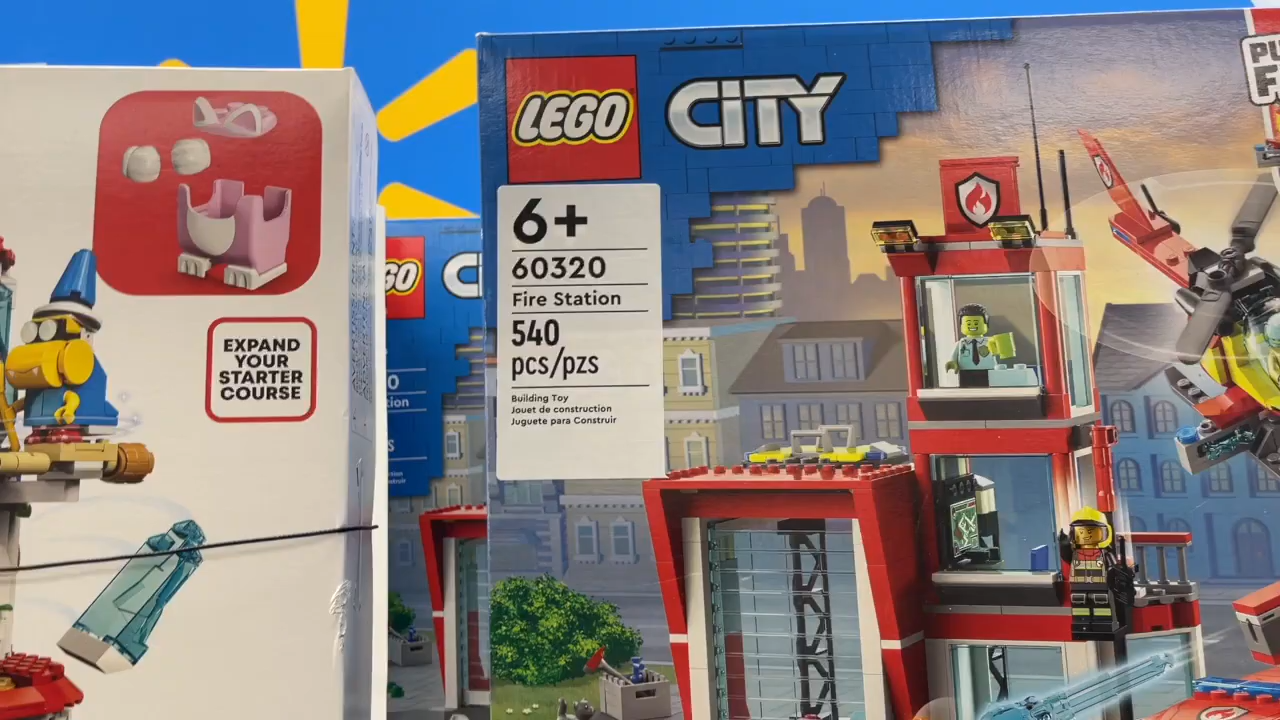 EXPAND
YOUR
STARTER
COURSE
LEGO
CITY
6+
60320
Fire Station
540
pcs/pzs
Building Toy
Jouet de construction
Juguete para Construir